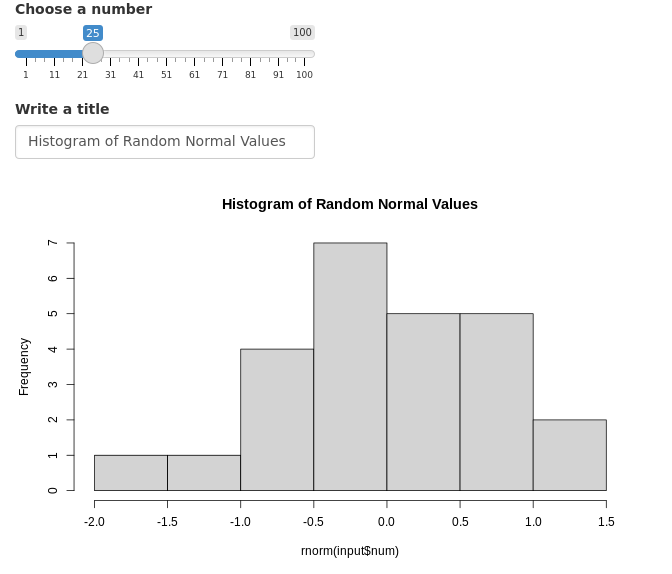 Choose a number
1 25 100
1 11 21 31 41 51 61 71 81 91 100
Write a title
Histogram of Random Normal Values
Histogram of Random Normal Values
7
6
5
4
3
2
1
0
Frequency
-2.0 -1.5 -1.0 -0.5 0.0 0.5 1.0 1.5
rnorm(input$num)